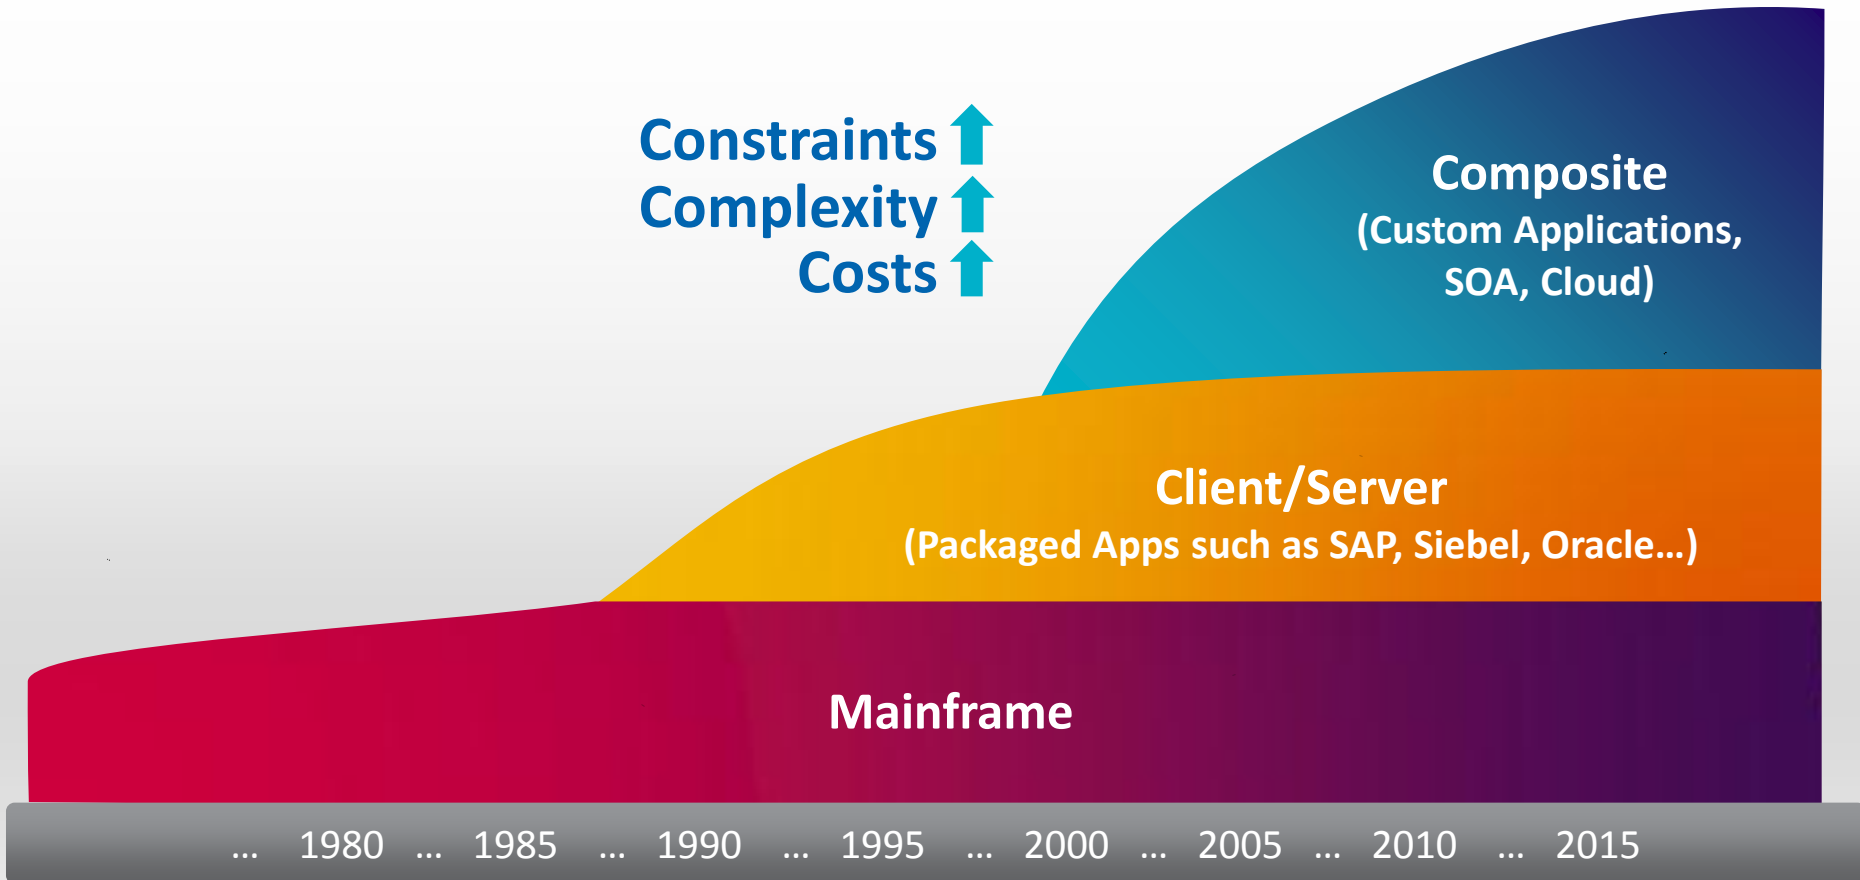 Constraints
Complexity
Costs
Composite
(Custom Applications,
SOA, Cloud)
Client/Server
(Packaged Apps such as SAP, Siebel, Oracle...)
Mainframe
... 1980 ... 1985 ... 1990 ... 1995 ... 2000 ... 2005 ... 2010 ... 2015